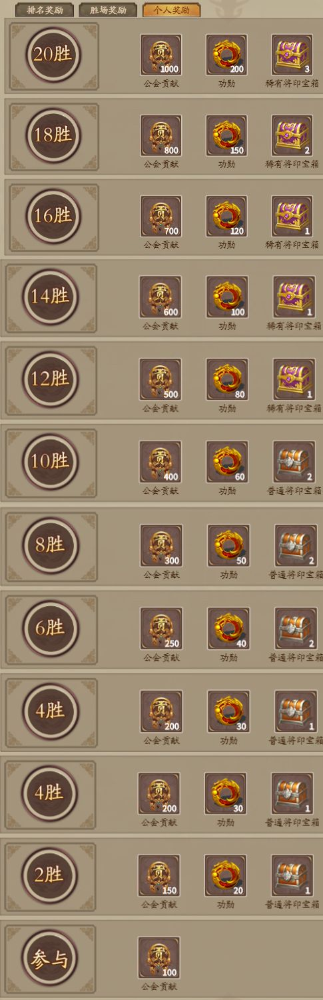 排名奖励 胜场奖励 个人奖励
20胜
1000 200 3
公会贡献 功勋 稀有将印宝箱
18胜
800 150 2
公会贡献 功勋 稀有将印宝箱
16胜
700 120 1
公会贡献 功勋 稀有将印宝箱
14胜
600 100 1
公会贡献 功勋 稀有将印宝箱
12胜
500 80 1
公会贡献 功勋 稀有将印宝箱
10胜
400 60 2
公会贡献 功勋 普通将印宝箱
8胜
300 50 2
公会贡献 功勋 普通将印宝箱
6胜
250 40 2
公会贡献 功勋 普通将印宝箱
4胜
200 30 1
公会贡献 功勋 普通将印宝箱
4胜
200 30 1
公会贡献 功勋 普通将印宝箱
2胜
150 20 1
公会贡献 功勋 普通将印宝箱
参与
100
公会贡献